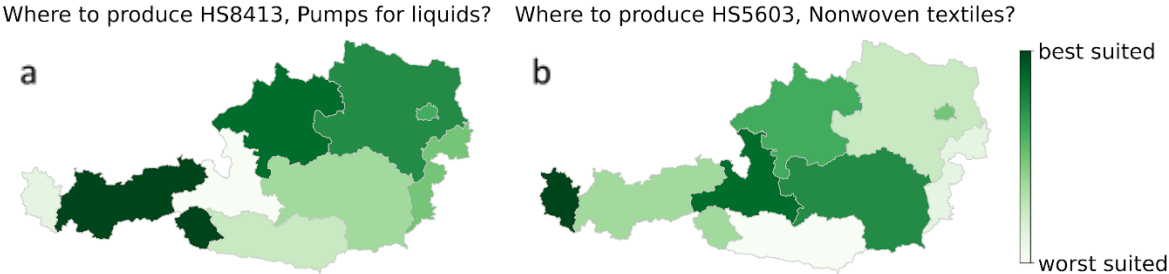 Where to produce HS8413, Pumps for liquids?
Where to produce HS5603, Nonwoven textiles?
a
b
best suited
worst suited